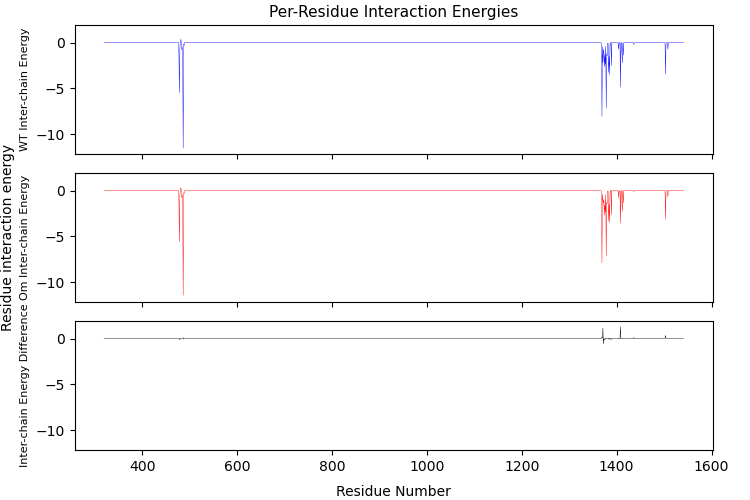 Per-Residue Interaction Energies
WT Inter-chain Energy
0
−5
−10
Residue interaction energy
Om Inter-chain Energy
0
−5
−10
Inter-chain Energy Difference
0
−5
−10
400 600 800 1000 1200 1400 1600
Residue Number